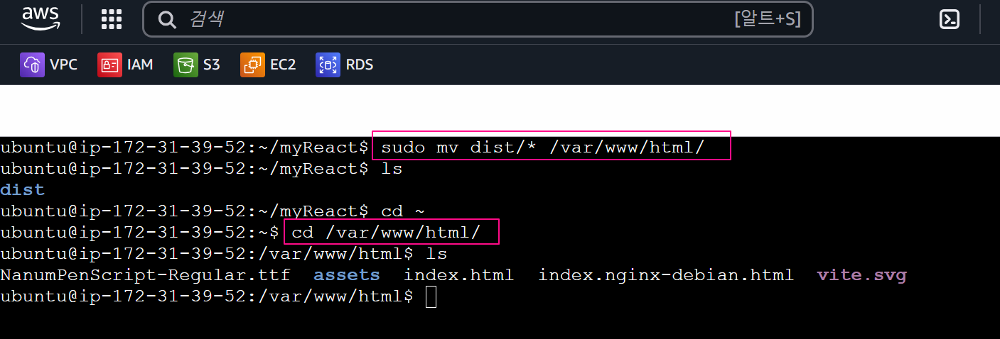 aws 검색 [알트+S]
VPC IAM S3 EC2 RDS
ubuntu@ip-172-31-39-52:~/myReact$ sudo mv dist/* /var/www/html/
ubuntu@ip-172-31-39-52:~/myReact$ ls
dist
ubuntu@ip-172-31-39-52:~/myReact$ cd ~
ubuntu@ip-172-31-39-52:~$ cd /var/www/html/
ubuntu@ip-172-31-39-52:/var/www/html$ ls
NanumPenScript-Regular.ttf assets index.html index.nginx-debian.html vite.svg
ubuntu@ip-172-31-39-52:/var/www/html$